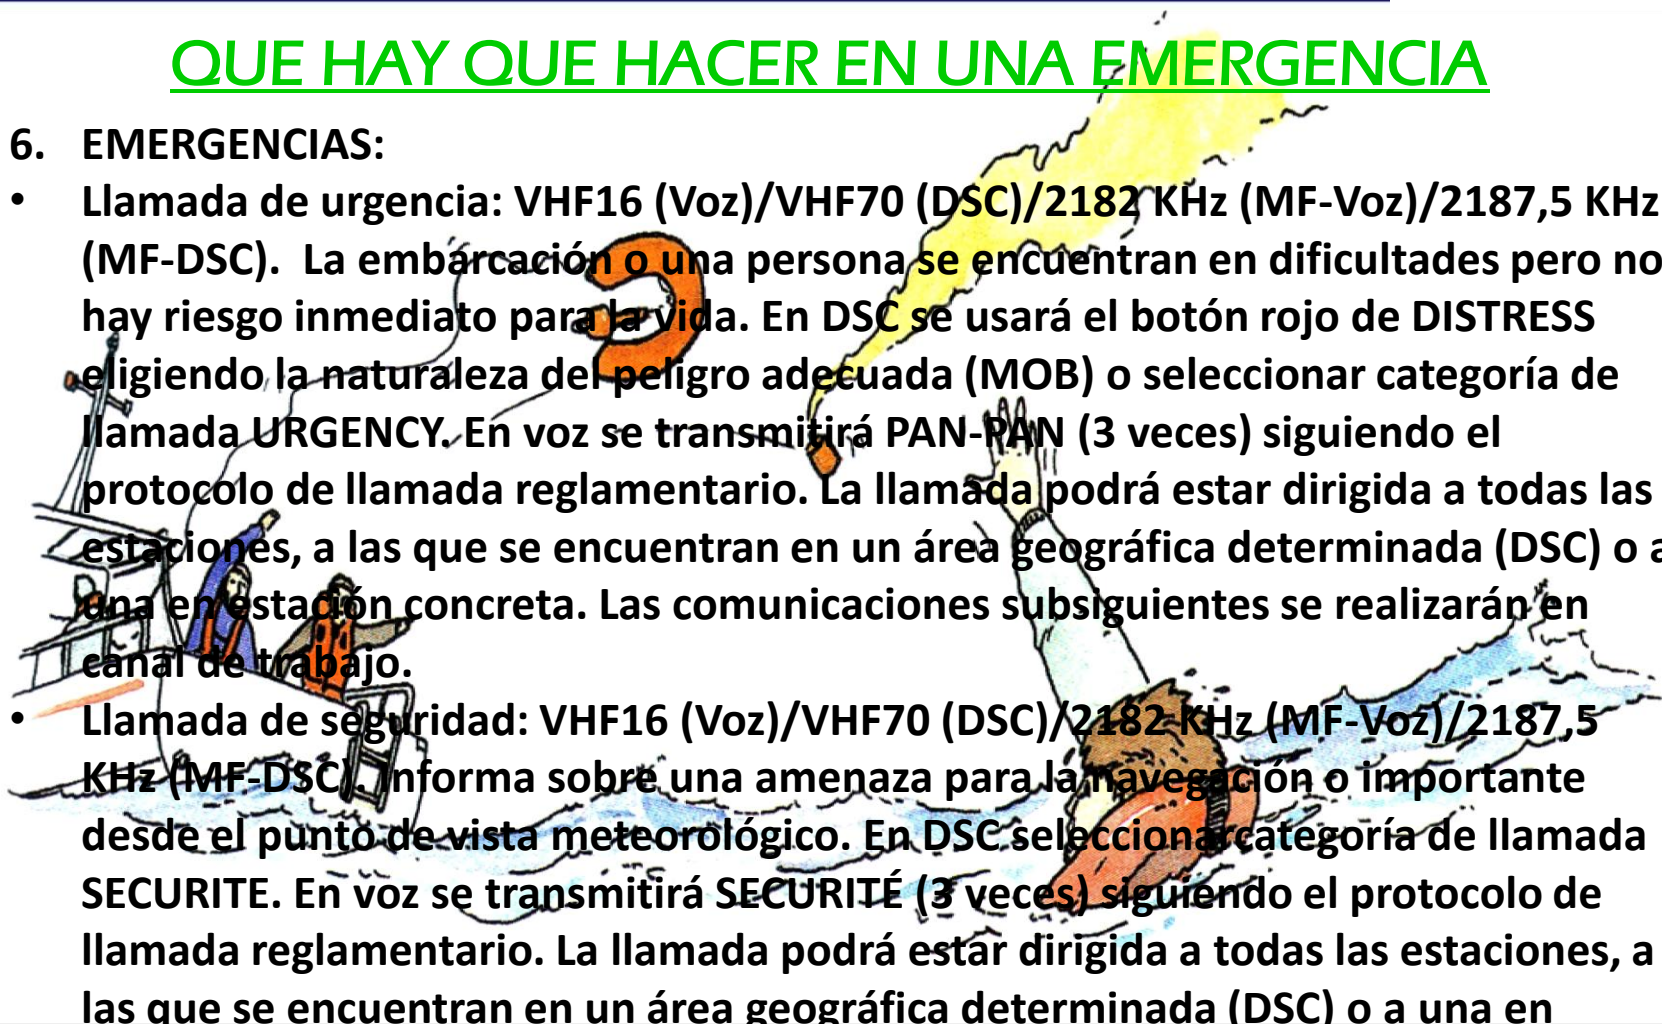 QUE HAY QUE HACER EN UNA EMERGENCIA
6. EMERGENCIAS:
• Llamada de urgencia: VHF16 (Voz)/VHF70 (DSC)/2182 KHz (MF-Voz)/2187,5 KHz
(MF-DSC). La embarcación o una persona se encuentran en dificultades pero no
hay riesgo inmediato para la vida. En DSC se usará el botón rojo de DISTRESS
eligiendo la naturaleza del peligro adecuada (MOB) o seleccionar categoría de
llamada URGENCY. En voz se transmitirá PAN-PAN (3 veces) siguiendo el
protocolo de llamada reglamentario. La llamada podrá estar dirigida a todas las
estaciones, a las que se encuentran en un área geográfica determinada (DSC) o a
una en estación concreta. Las comunicaciones subsiguientes se realizarán en
canal de trabajo.
• Llamada de seguridad: VHF16 (Voz)/VHF70 (DSC)/2182 KHz (MF-Voz)/2187,5
KHz (MF-DSC). Informa sobre una amenaza para la navegación o importante
desde el punto de vista meteorológico. En DSC seleccionar categoría de llamada
SECURITE. En voz se transmitirá SECURITÉ (3 veces) siguiendo el protocolo de
llamada reglamentario. La llamada podrá estar dirigida a todas las estaciones, a
las que se encuentran en un área geográfica determinada (DSC) o a una en